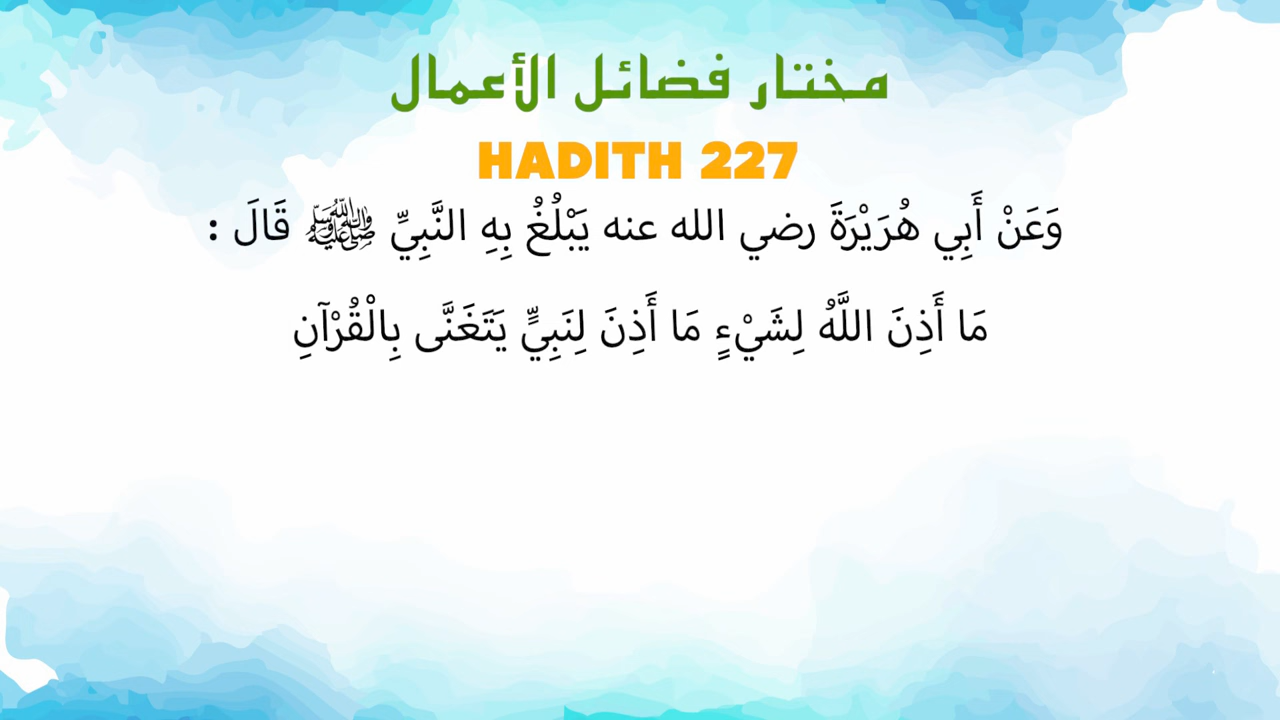 مختار فضائل الأعمال
HADITH 227
وَعَنْ أَبِي هُرَيْرَةَ رضي الله عنه يَبْلُغُ بِهِ النَّبِيِّ ﷺ قَالَ :
مَا أَذِنَ اللَّهُ لِشَيْءٍ مَا أَذِنَ لِنَبِيٍّ يَتَغَنَّى بِالْقُرْآنِ